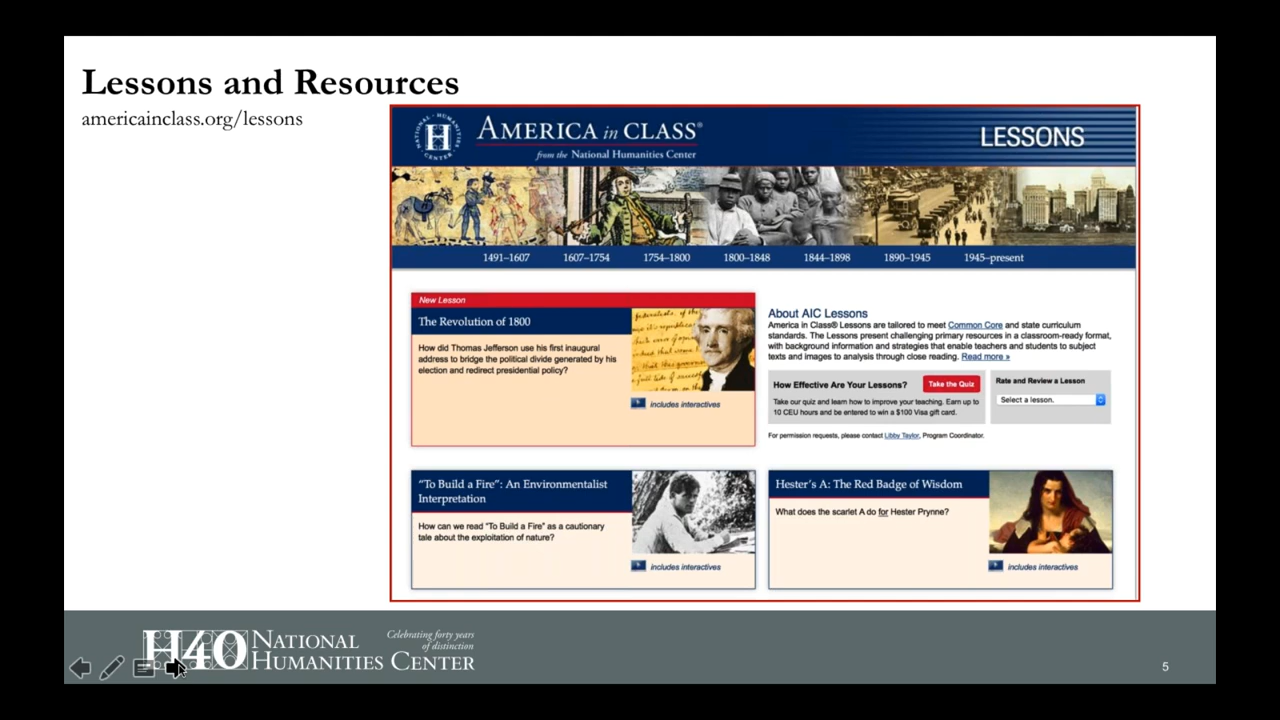 Lessons and Resources
americainclass.org/lessons
NATIONAL HUMANITIES CENTER
AMERICA in CLASS®
from the National Humanities Center
LESSONS
1491–1607 1607–1754 1754–1800 1800–1848 1844–1898 1890–1945 1945–present
New Lesson
The Revolution of 1800
How did Thomas Jefferson use his first inaugural
address to bridge the political divide generated by his
election and redirect presidential policy?
includes interactives
About AIC Lessons
America in Class® Lessons are tailored to meet Common Core and state curriculum
standards. The Lessons present challenging primary resources in a classroom-ready format,
with background information and strategies that enable teachers and students to subject
texts and images to analysis through close reading. Read more »
How Effective Are Your Lessons?
Take the Quiz
Take our quiz and learn how to improve your teaching. Earn up to
10 CEU hours and be entered to win a $100 Visa gift card.
Rate and Review a Lesson
Select a lesson.
For permission requests, please contact Libby Taylor, Program Coordinator.
"To Build a Fire": An Environmentalist
Interpretation
How can we read "To Build a Fire" as a cautionary
tale about the exploitation of nature?
includes interactives
Hester's A: The Red Badge of Wisdom
What does the scarlet A do for Hester Prynne?
includes interactives
H40
NATIONAL
HUMANITIES CENTER
Celebrating forty years
of distinction
5